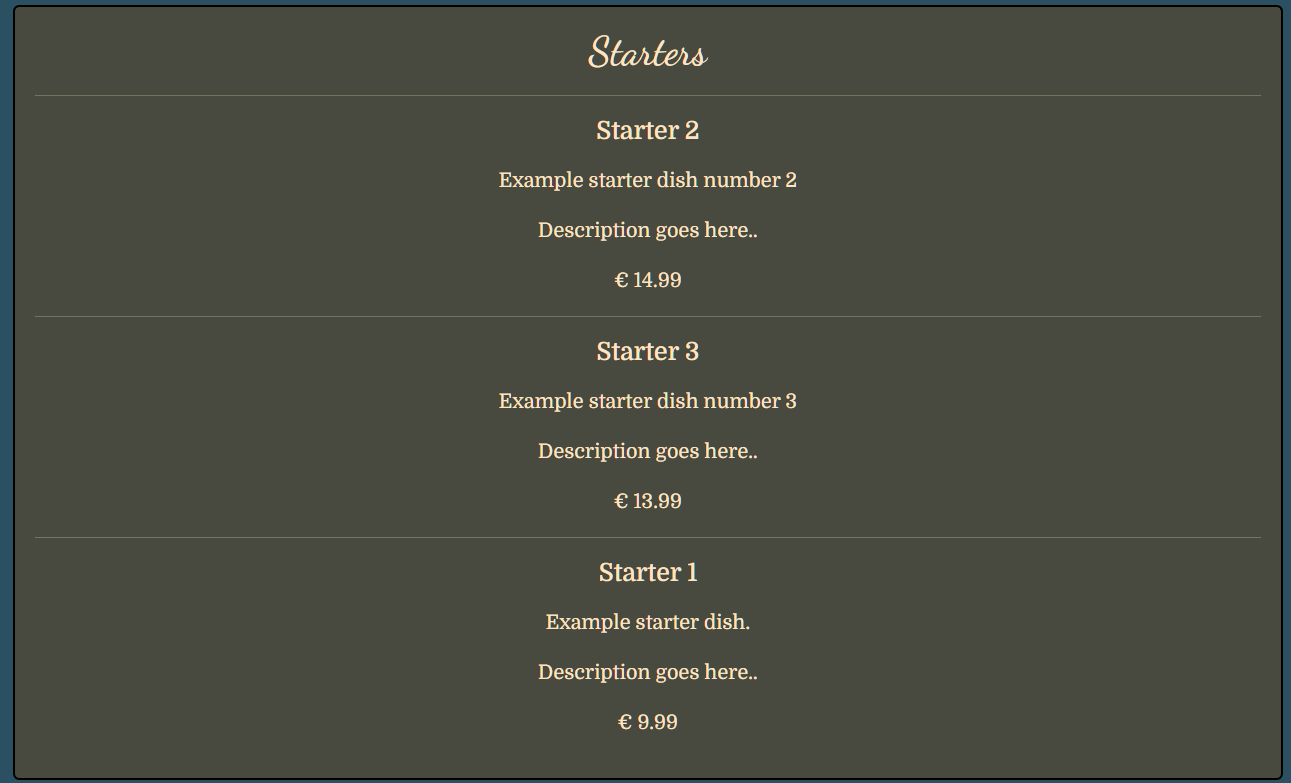 Starters
Starter 2
Example starter dish number 2
Description goes here..
€ 14.99
Starter 3
Example starter dish number 3
Description goes here..
€ 13.99
Starter 1
Example starter dish.
Description goes here..
€ 9.99